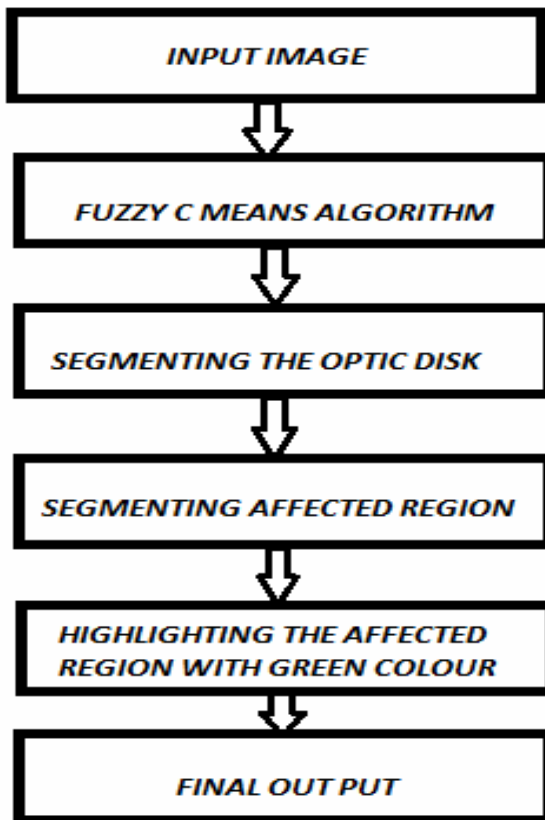 INPUT IMAGE
FUZZY C MEANS ALGORITHM
SEGMENTING THE OPTIC DISK
SEGMENTING AFFECTED REGION
HIGHLIGHTING THE AFFECTED
REGION WITH GREEN COLOUR
FINAL OUT PUT